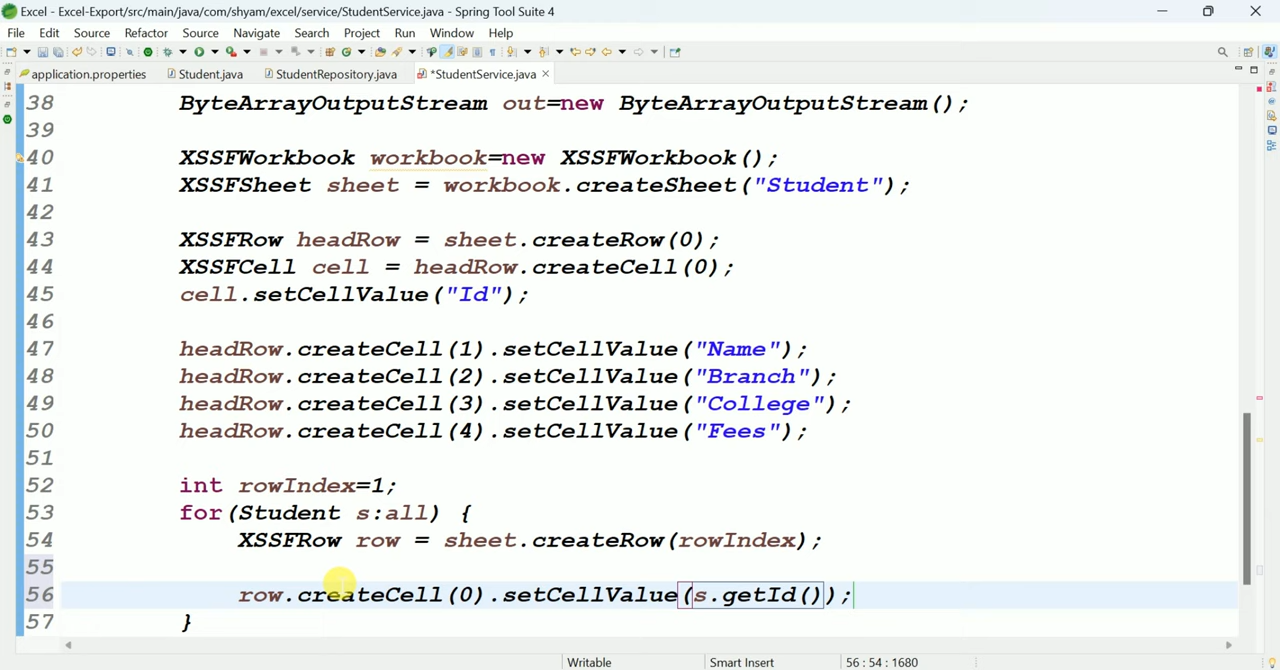 Excel - Excel-Export/src/main/java/com/shyam/excel/service/StudentService.java - Spring Tool Suite 4
File Edit Source Refactor Source Navigate Search Project Run Window Help
application.properties Student.java StudentRepository.java *StudentService.java
38 ByteArrayOutputStream out=new ByteArrayOutputStream();
39
40 XSSFWorkbook workbook=new XSSFWorkbook();
41 XSSFSheet sheet = workbook.createSheet("Student");
42
43 XSSFRow headRow = sheet.createRow(0);
44 XSSFCell cell = headRow.createCell(0);
45 cell.setCellValue("Id");
46
47 headRow.createCell(1).setCellValue("Name");
48 headRow.createCell(2).setCellValue("Branch");
49 headRow.createCell(3).setCellValue("College");
50 headRow.createCell(4).setCellValue("Fees");
51
52 int rowIndex=1;
53 for(Student s:all) {
54 XSSFRow row = sheet.createRow(rowIndex);
55
56 row.createCell(0).setCellValue(s.getId());
57 }
Writable Smart Insert 56 : 54 : 1680